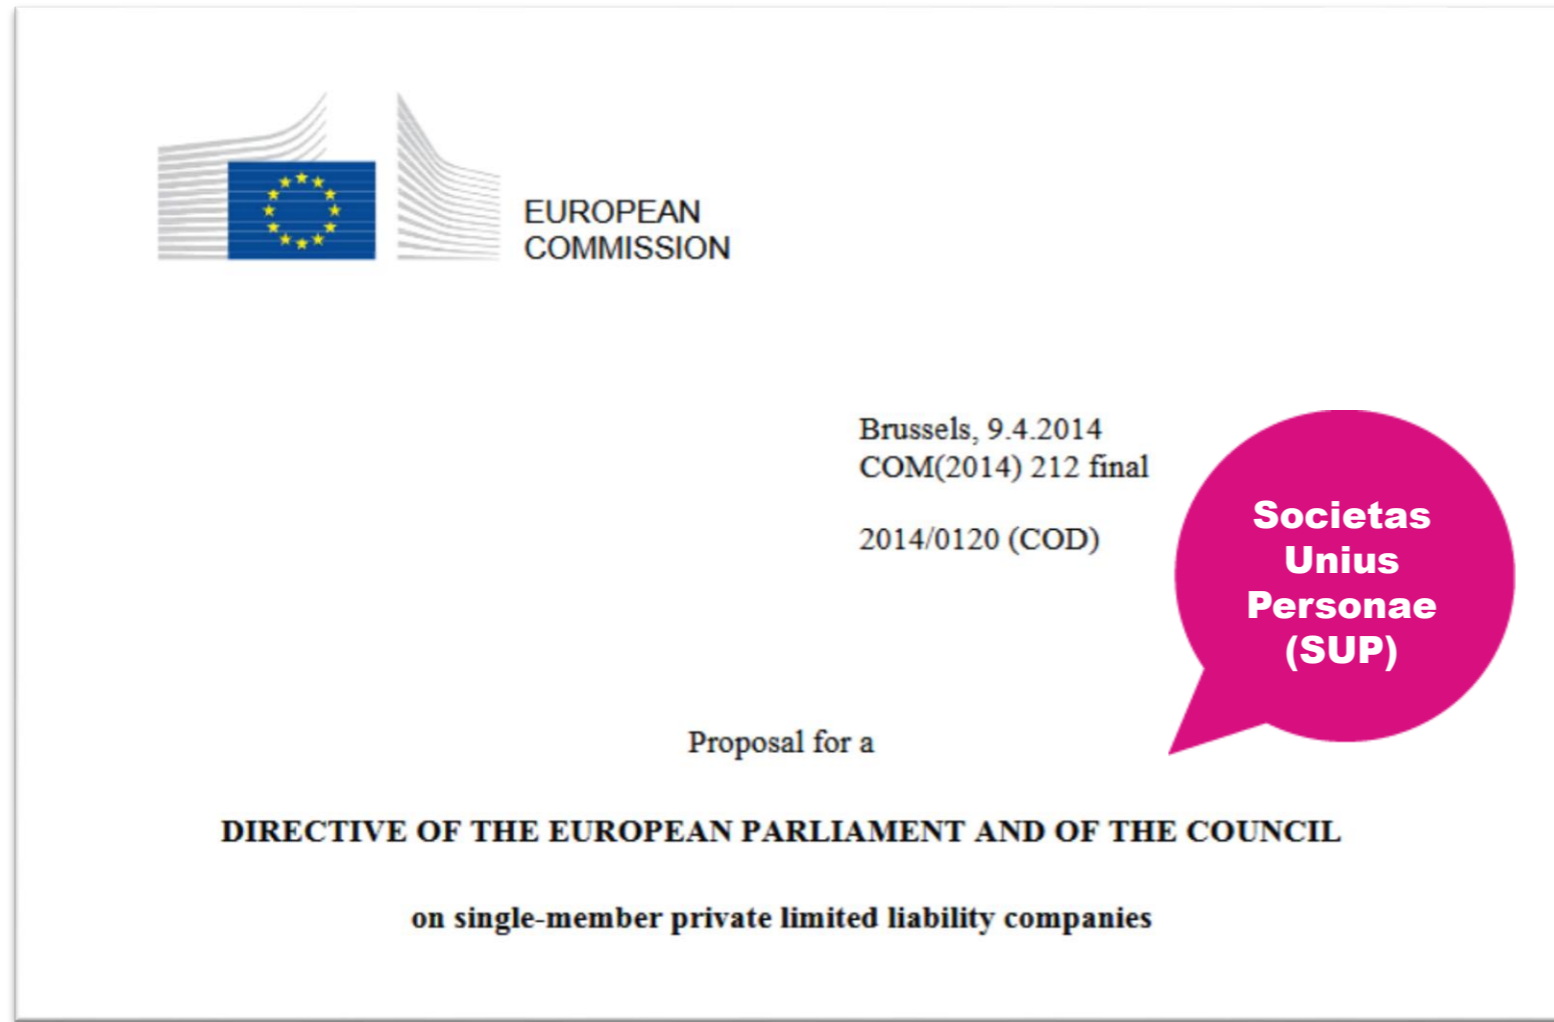 EUROPEAN
COMMISSION
Brussels, 9.4.2014
COM(2014) 212 final
2014/0120 (COD)
Societas
Unius
Personae
(SUP)
Proposal for a
DIRECTIVE OF THE EUROPEAN PARLIAMENT AND OF THE COUNCIL
on single-member private limited liability companies